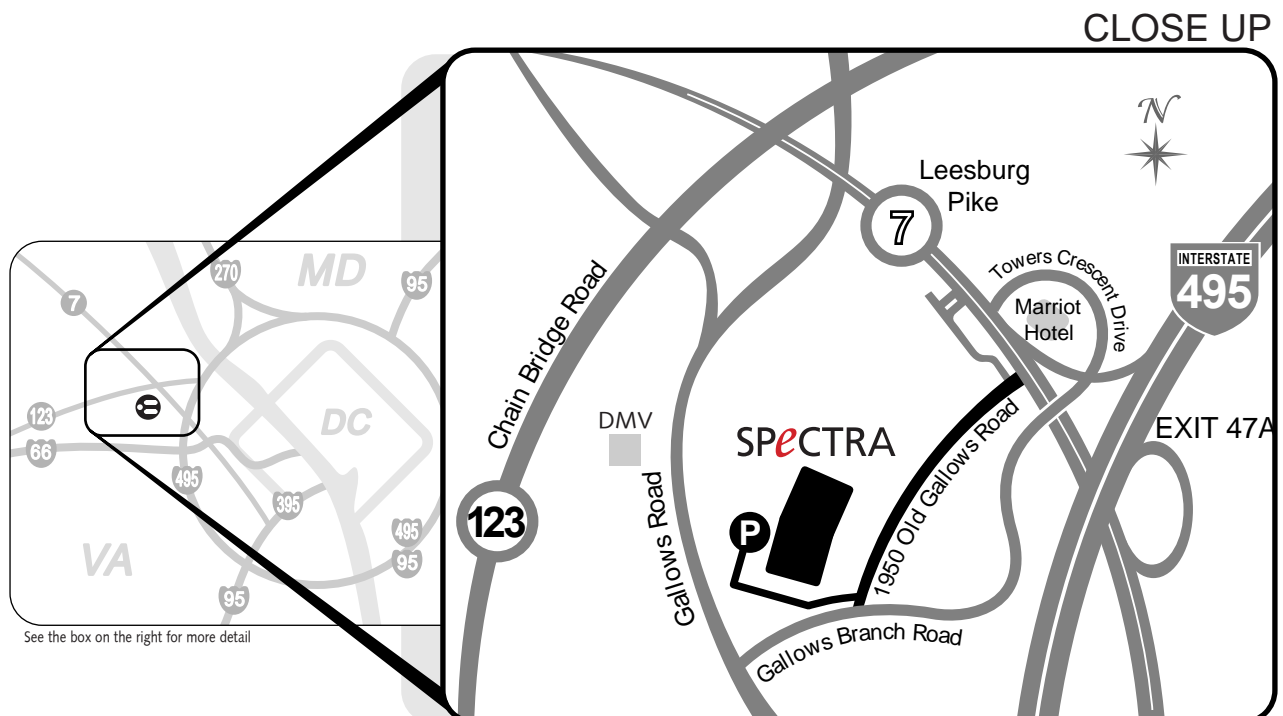 CLOSE UP
N
Leesburg
Pike
7
Towers Crescent Drive
Marriot
Hotel
INTERSTATE
495
Chain Bridge Road
DMV
SPeCTRA
EXIT 47A
1950 Old Gallows Road
P
123
Gallows Road
Gallows Branch Road
270
MD
95
7
DC
123
66
495
395
495
95
VA
95
See the box on the right for more detail